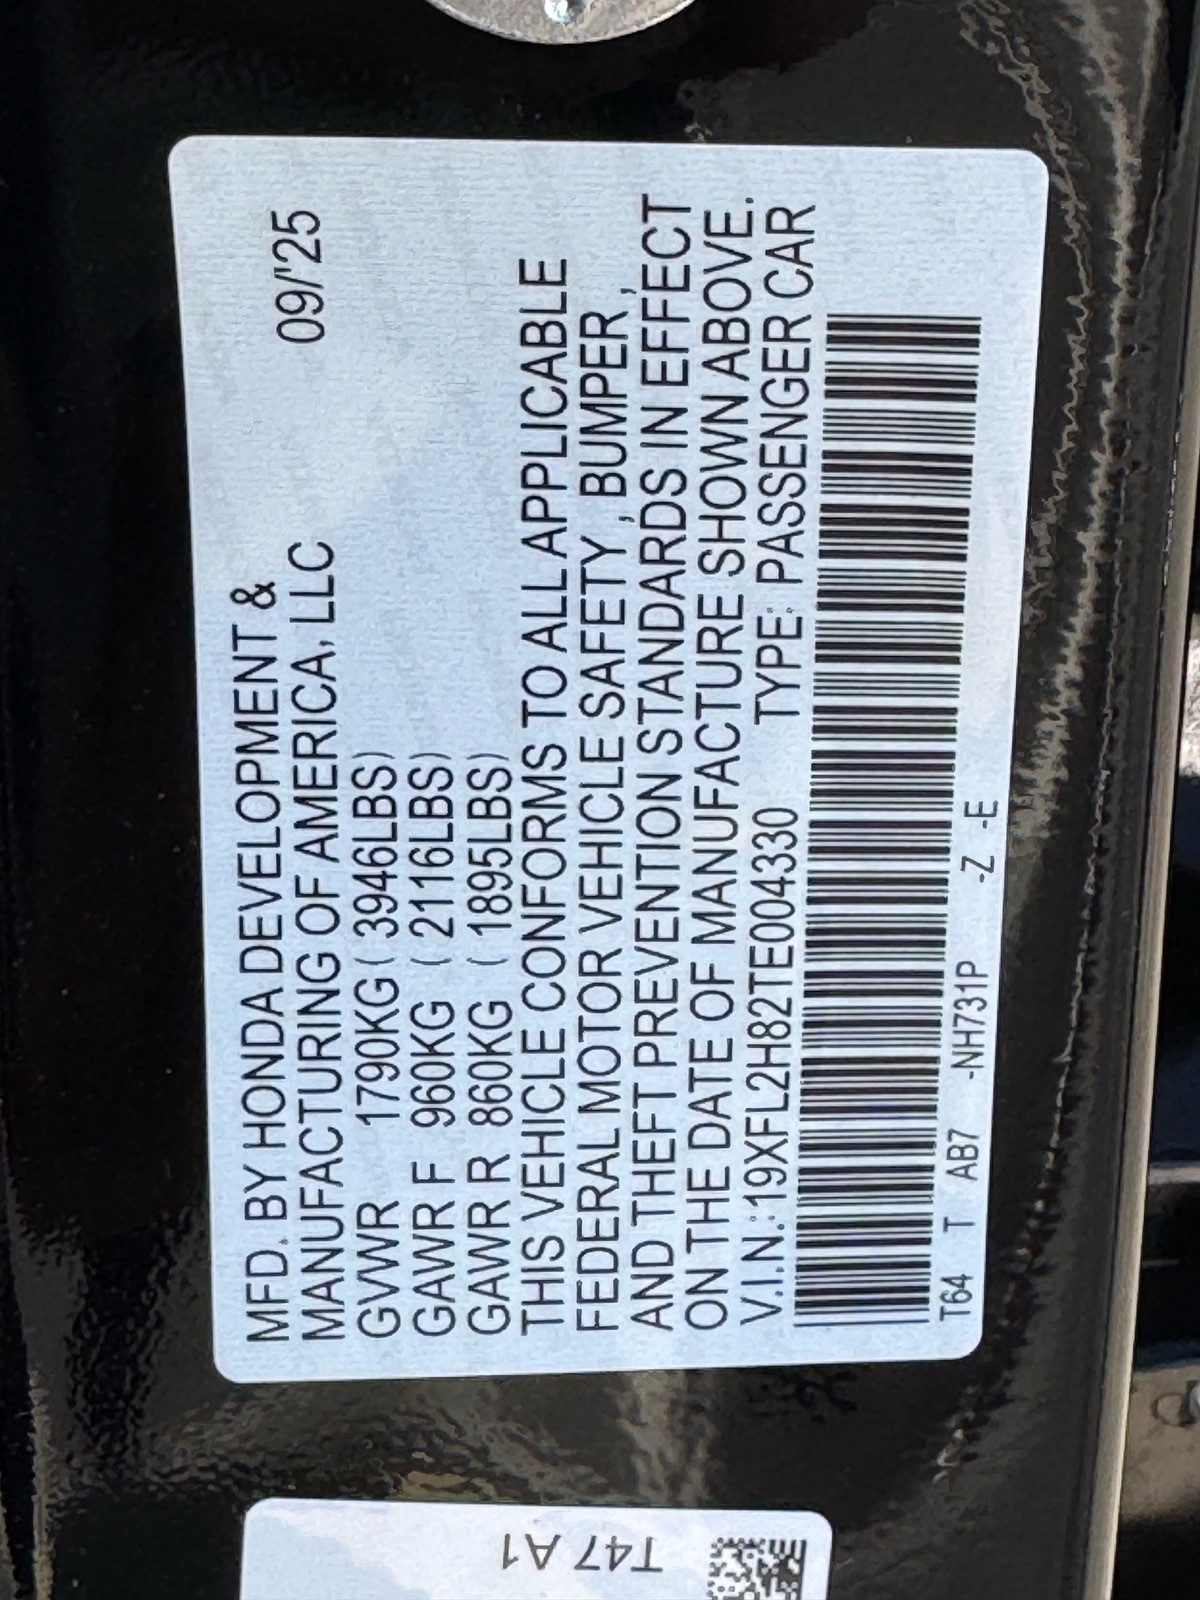 MFD. BY HONDA DEVELOPMENT &
MANUFACTURING OF AMERICA, LLC 09/'25
GVWR 1790KG ( 3946LBS)
GAWR F 960KG ( 2116LBS)
GAWR R 860KG ( 1895LBS)
THIS VEHICLE CONFORMS TO ALL APPLICABLE
FEDERAL MOTOR VEHICLE SAFETY , BUMPER ,
AND THEFT PREVENTION STANDARDS IN EFFECT
ON THE DATE OF MANUFACTURE SHOWN ABOVE.
V.I.N.:19XFL2H82TE004330 TYPE: PASSENGER CAR
T64 T AB7 -NH731P -Z -E
T47 A1